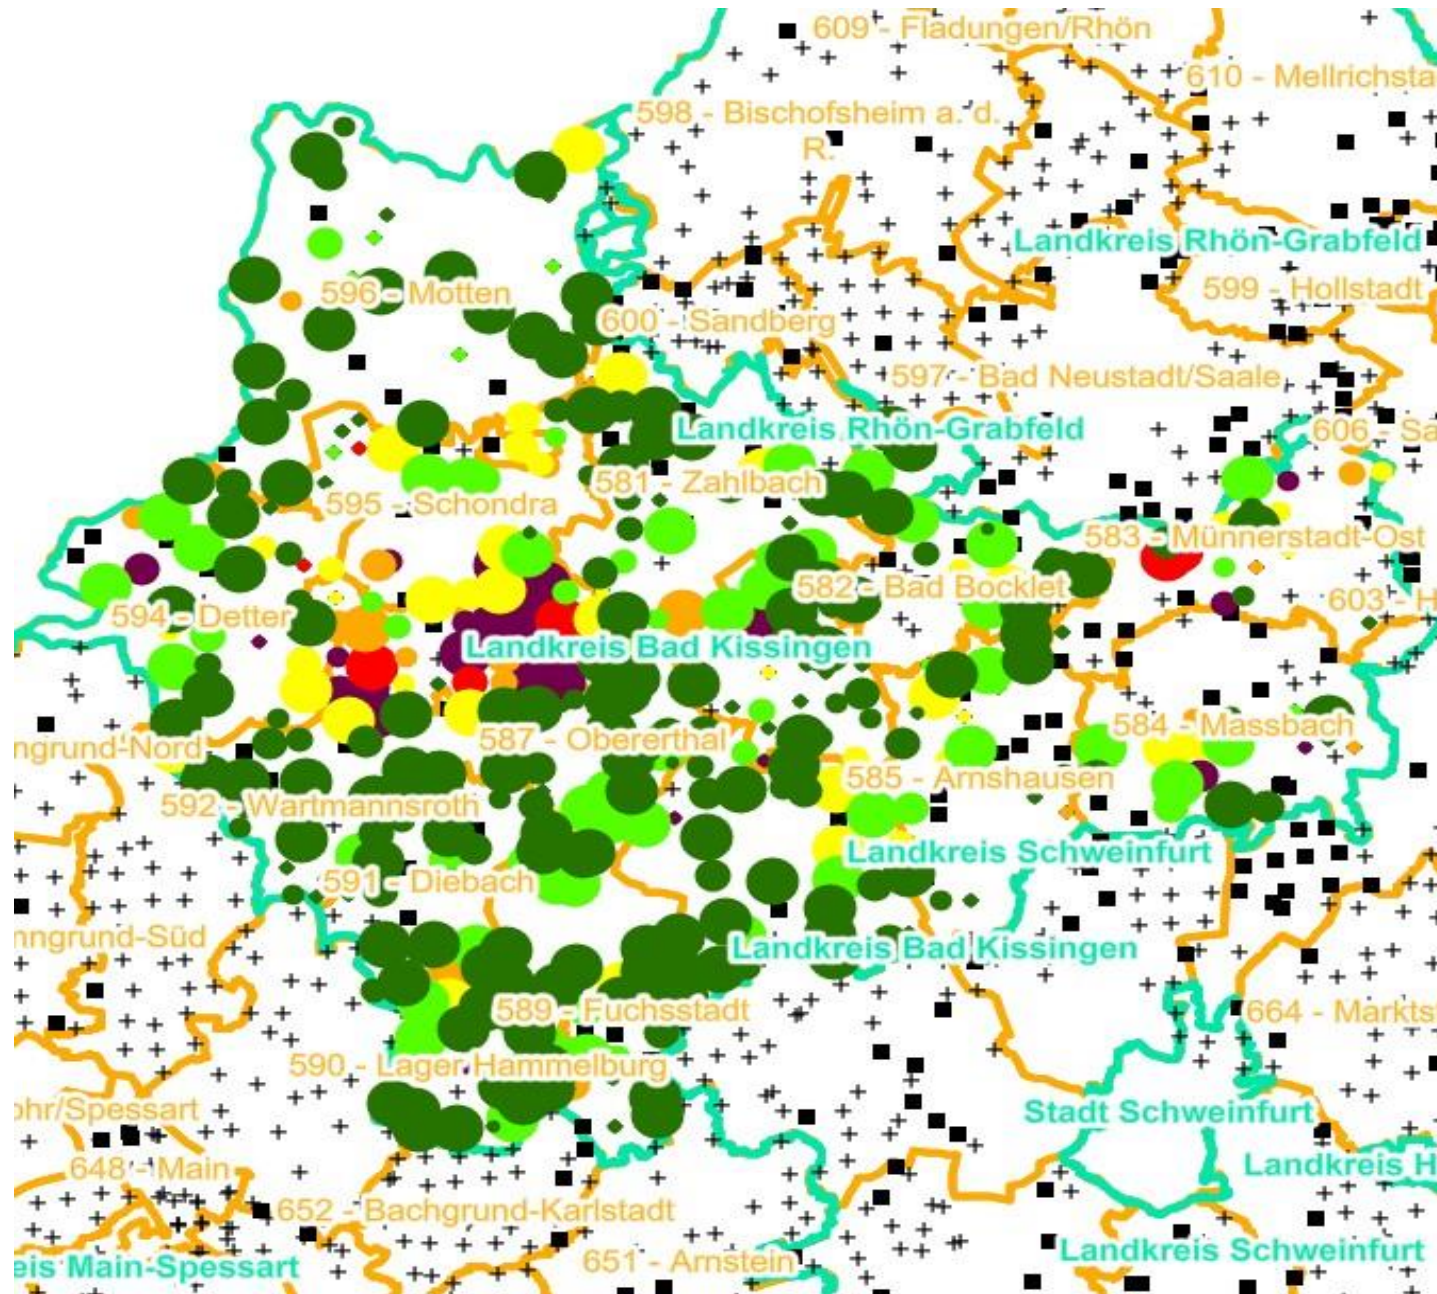 609 - Fladungen/Rhön
610 - Mellrichsta
598 - Bischofsheim a. d.
R.
Landkreis Rhön-Grabfeld
596 - Motten
599 - Hollstadt
600 - Sandberg
597 - Bad Neustadt/Saale
Landkreis Rhön-Grabfeld
606 - Sa
581 - Zahlbach
595 - Schondra
583 - Münnerstadt-Ost
582 - Bad Bocklet
603 - H
594 - Detter
Landkreis Bad Kissingen
584 - Massbach
587 - Obererthal
ngrund-Nord
585 - Arnshausen
592 - Wartmannsroth
Landkreis Schweinfurt
591 - Diebach
nngrund-Süd
Landkreis Bad Kissingen
589 - Fuchsstadt
664 - Markts
590 - Lager Hammelburg
ohr/Spessart
Stadt Schweinfurt
648 - Main
Landkreis H
652 - Bachgrund-Karlstadt
Landkreis Schweinfurt
651 - Arnstein
eis Main-Spessart